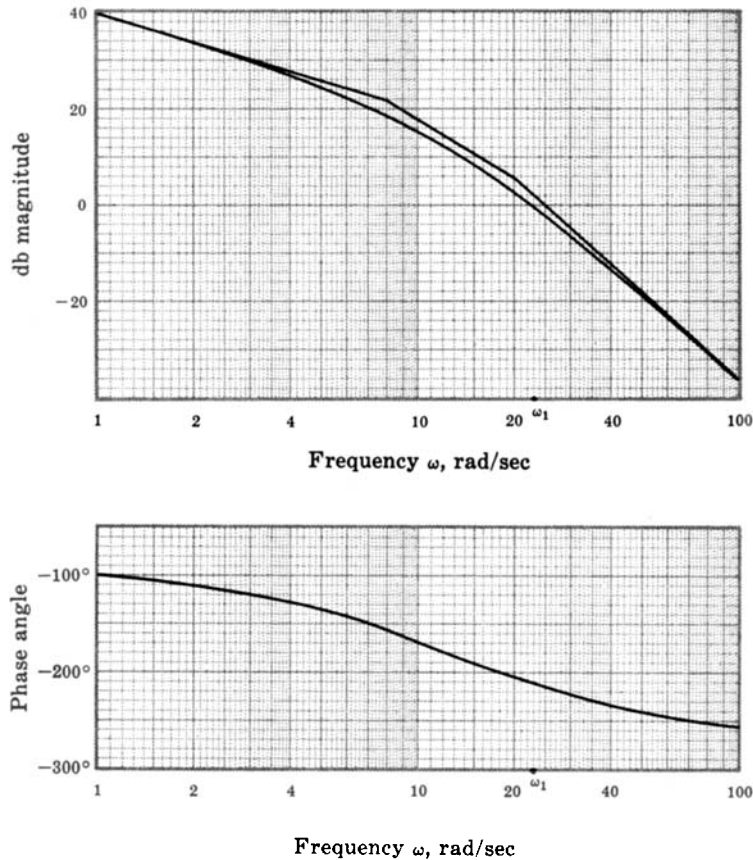 db magnitude
40
20
0
−20
1 2 4 10 20 ω₁ 40 100
Frequency ω, rad/sec
Phase angle
−100°
−200°
−300°
1 2 4 10 20 ω₁ 40 100
Frequency ω, rad/sec